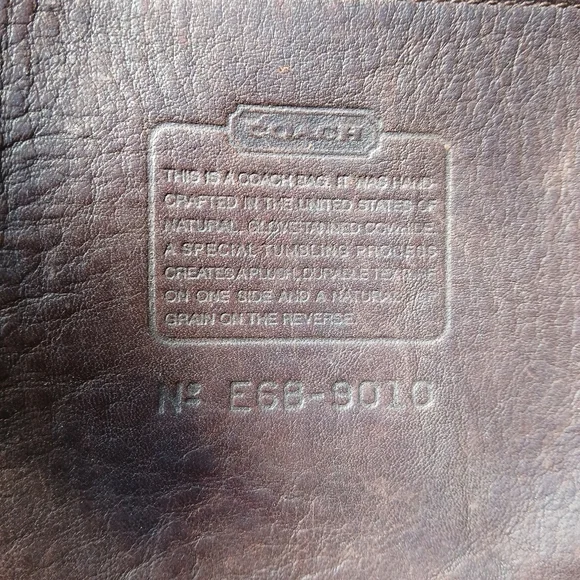 COACH
THIS IS A COACH BAG. IT WAS HAND-
CRAFTED IN THE UNITED STATES OF
NATURAL, GLOVETANNED COWHIDE.
A SPECIAL TUMBLING PROCESS
CREATES A PLUSH, DURABLE TEXTURE
ON ONE SIDE AND A NATURAL
GRAIN ON THE REVERSE.
Nº E6B-9010